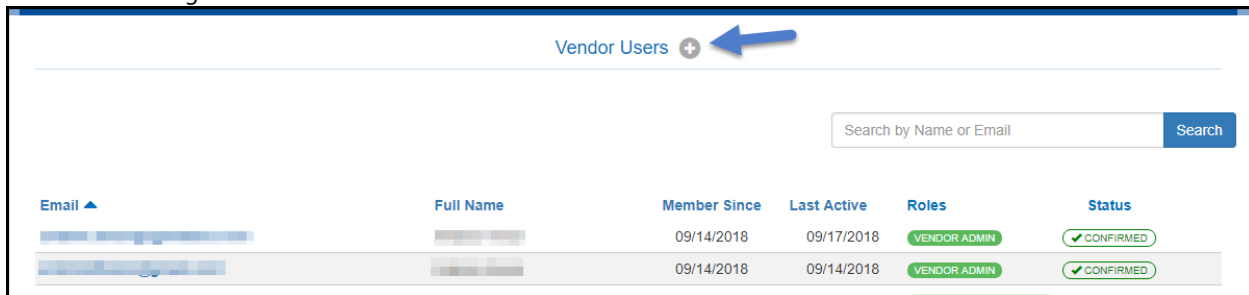 Vendor Users
Search by Name or Email Search
Email Full Name Member Since Last Active Roles Status
09/14/2018 09/17/2018 VENDOR ADMIN CONFIRMED
09/14/2018 09/14/2018 VENDOR ADMIN CONFIRMED